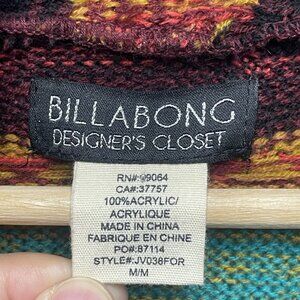 BILLABONG
DESIGNER'S CLOSET
RN#:99064
CA#:37757
100%ACRYLIC/
ACRYLIQUE
MADE IN CHINA
FABRIQUE EN CHINE
PO#:87114
STYLE#:JV038FOR
M/M